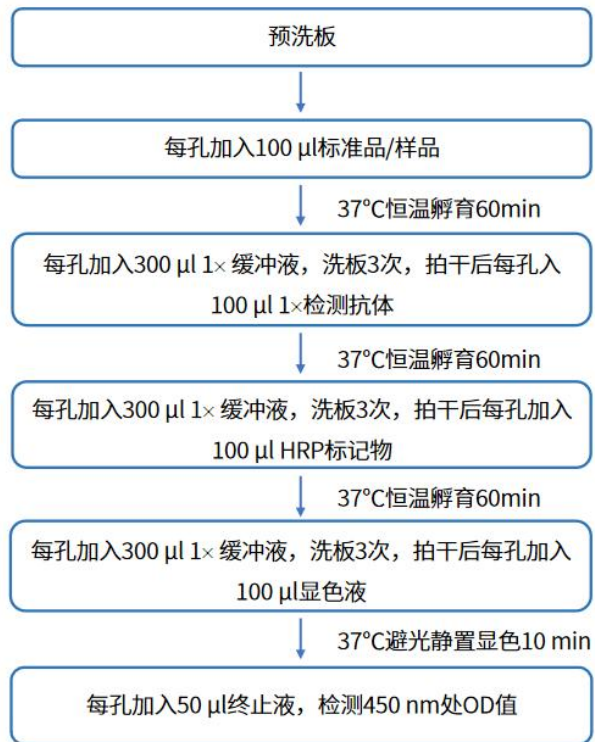 预洗板
每孔加入100 μl标准品/样品
37℃恒温孵育60min
每孔加入300 μl 1× 缓冲液，洗板3次，拍干后每孔入
100 μl 1×检测抗体
37℃恒温孵育60min
每孔加入300 μl 1× 缓冲液，洗板3次，拍干后每孔加入
100 μl HRP标记物
37℃恒温孵育60min
每孔加入300 μl 1× 缓冲液，洗板3次，拍干后每孔加入
100 μl显色液
37℃避光静置显色10 min
每孔加入50 μl终止液，检测450 nm处OD值